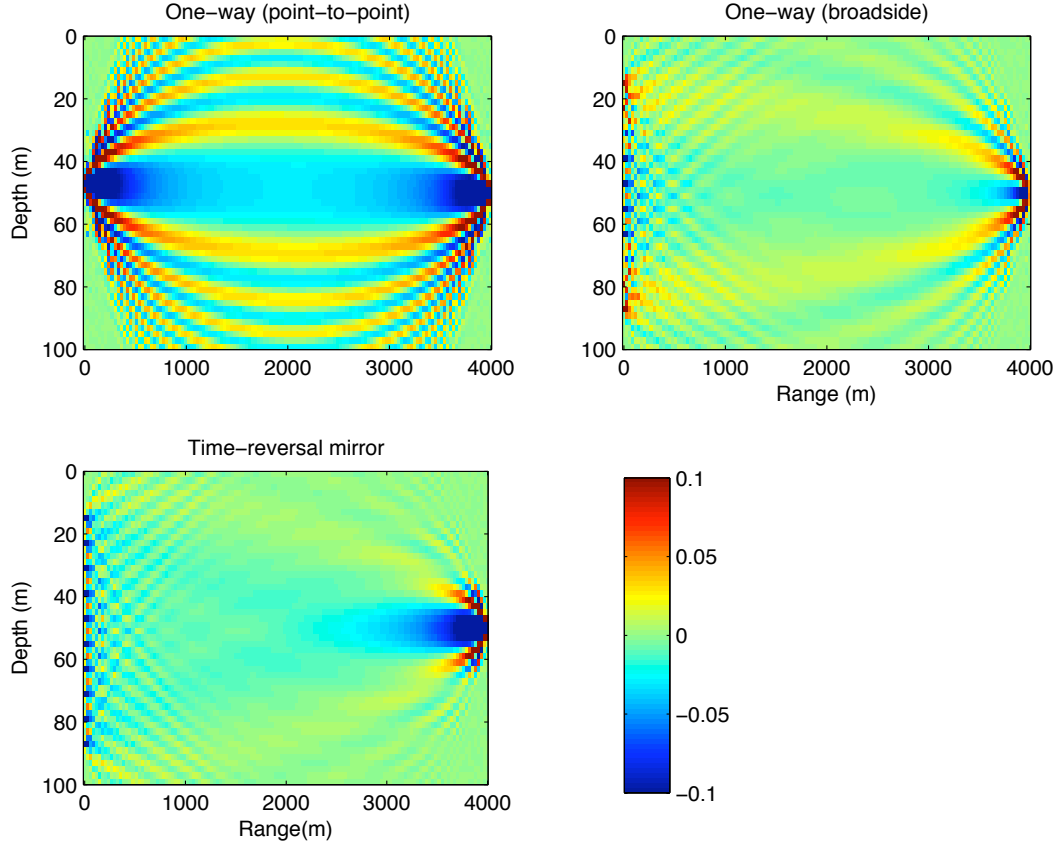 One−way (point−to−point)
0
20
40
60
80
100
Depth (m)
0 1000 2000 3000 4000
One−way (broadside)
0
20
40
60
80
100
0 1000 2000 3000 4000
Range (m)
Time−reversal mirror
0
20
40
60
80
100
Depth (m)
0 1000 2000 3000 4000
Range(m)
0.1
0.05
0
−0.05
−0.1